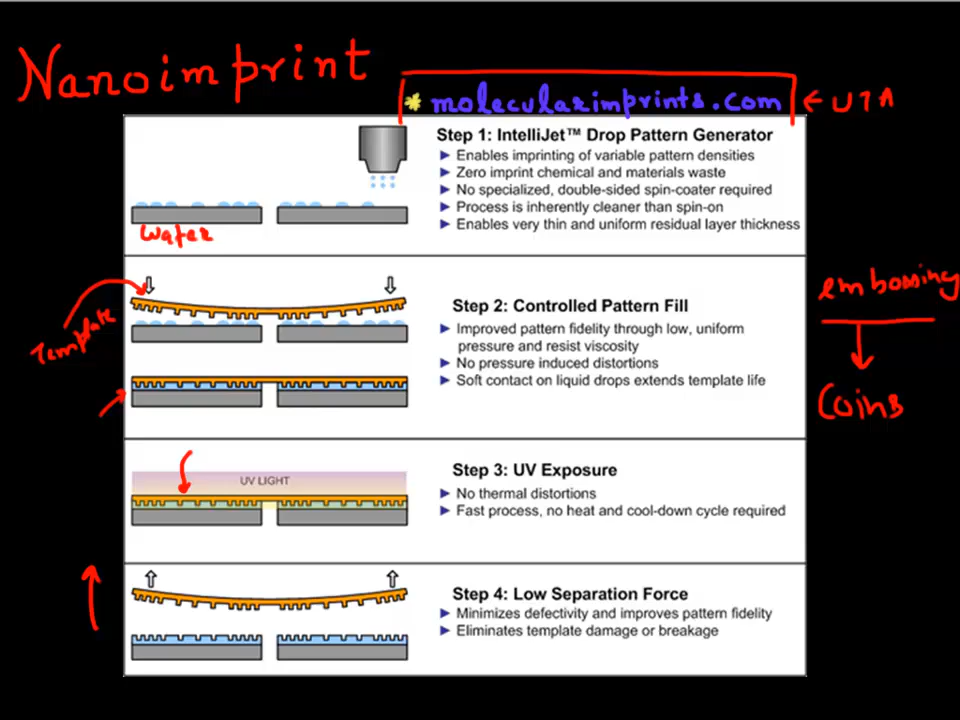 Nanoimprint
* molecularimprints.com ← UTA
Step 1: IntelliJet™ Drop Pattern Generator
► Enables imprinting of variable pattern densities
► Zero imprint chemical and materials waste
► No specialized, double-sided spin-coater required
► Process is inherently cleaner than spin-on
► Enables very thin and uniform residual layer thickness
Wafer
Template
Step 2: Controlled Pattern Fill
► Improved pattern fidelity through low, uniform
pressure and resist viscosity
► No pressure induced distortions
► Soft contact on liquid drops extends template life
embossing
Coins
UV LIGHT
Step 3: UV Exposure
► No thermal distortions
► Fast process, no heat and cool-down cycle required
Step 4: Low Separation Force
► Minimizes defectivity and improves pattern fidelity
► Eliminates template damage or breakage